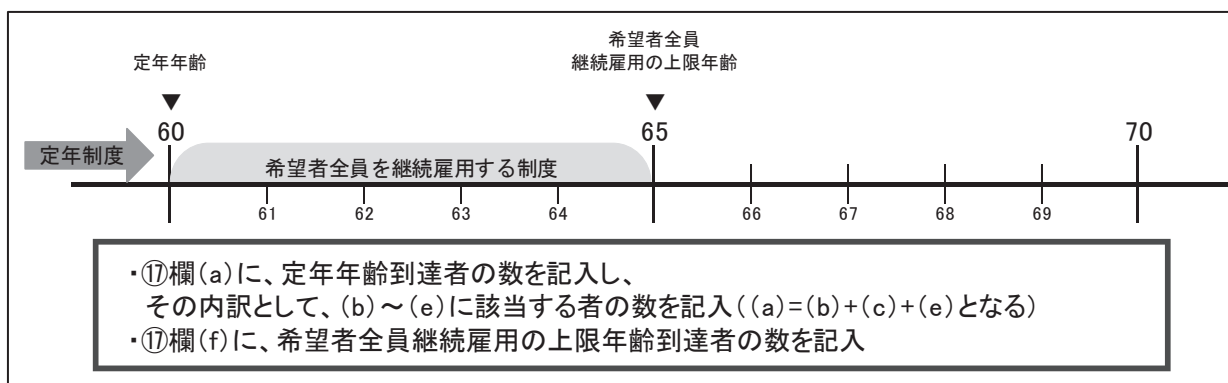 希望者全員
定年年齢
継続雇用の上限年齢
▼
▼
60
65
70
定年制度
希望者全員を継続雇用する制度
61
62
63
64
66
67
68
69
・⑰欄(a)に、定年年齢到達者の数を記入し、
その内訳として、(b)～(e)に該当する者の数を記入((a)=(b)+(c)+(e)となる)
・⑰欄(f)に、希望者全員継続雇用の上限年齢到達者の数を記入